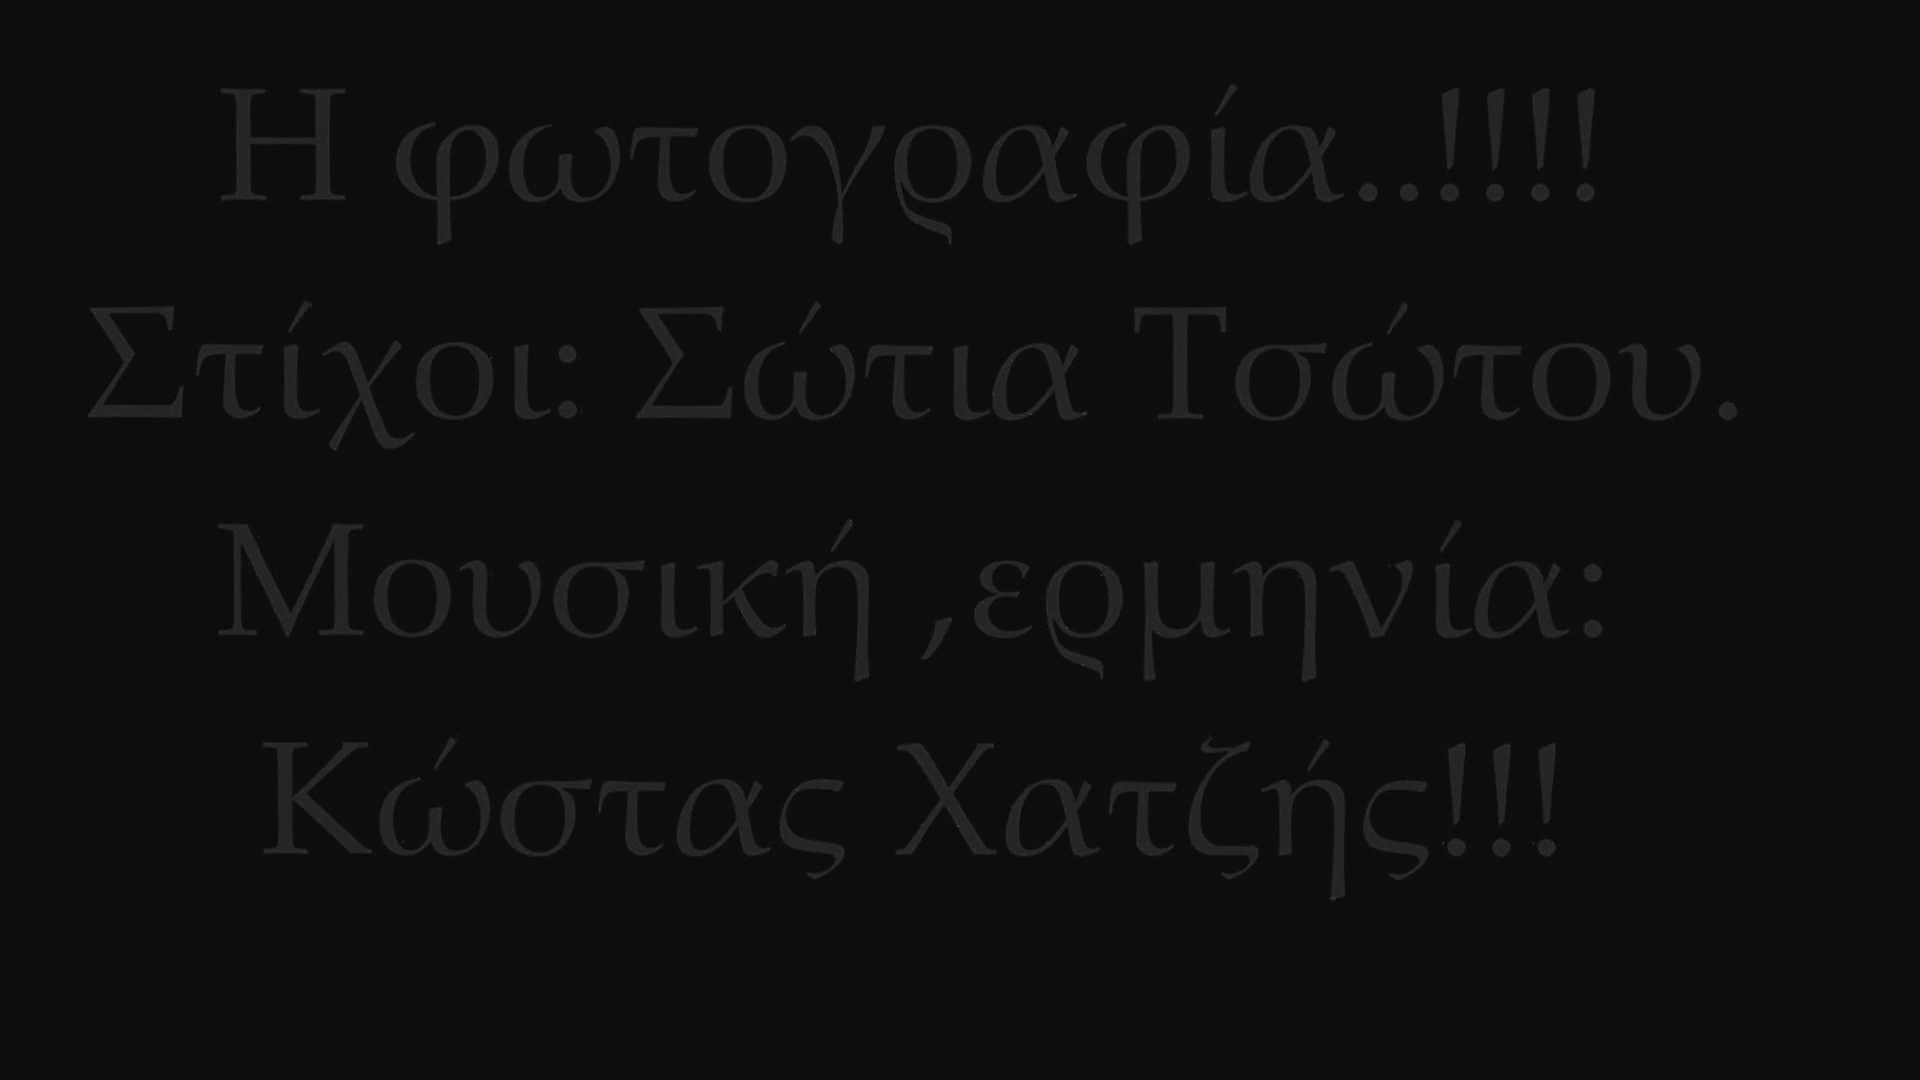 Η φωτογραφία..!!!!
Στίχοι: Σώτια Τσώτου.
Μουσική ,ερμηνία:
Κώστας Χατζής!!!